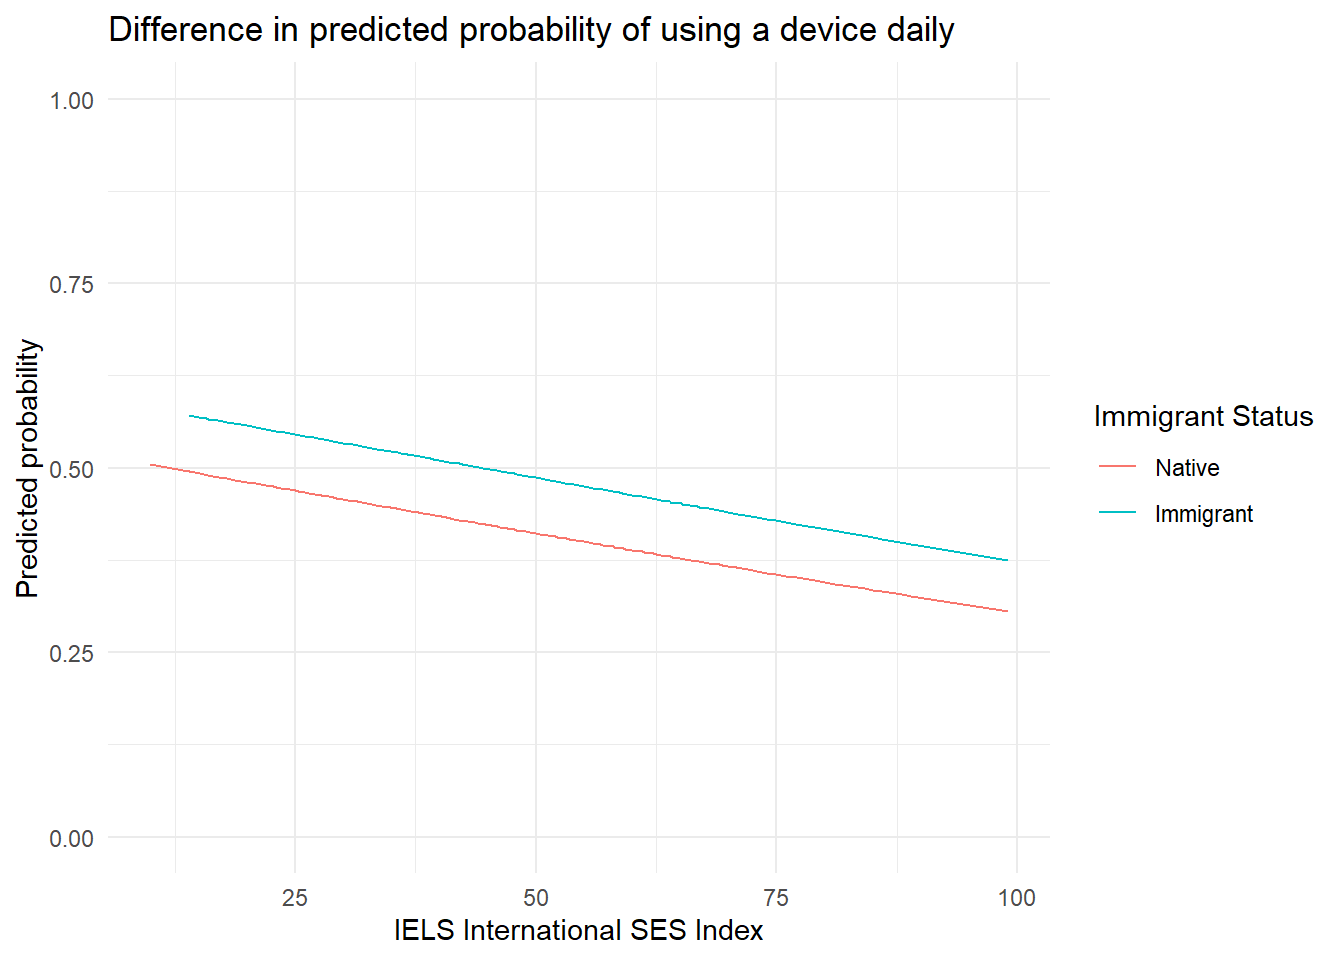 Difference in predicted probability of using a device daily
Predicted probability
1.00
0.75
0.50
0.25
0.00
25 50 75 100
IELS International SES Index
Immigrant Status
Native
Immigrant